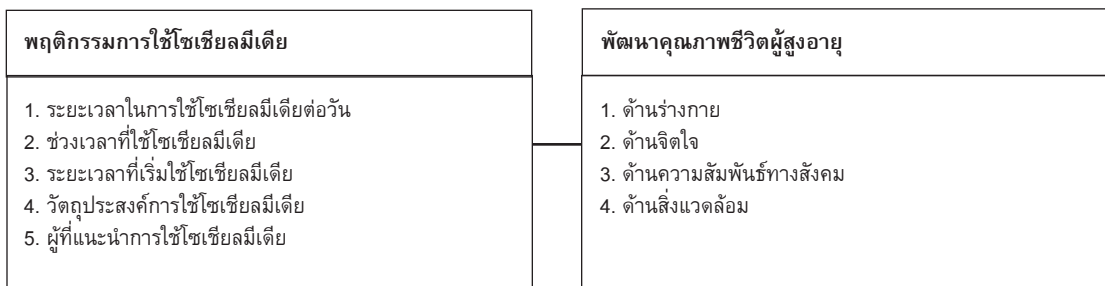 พฤติกรรมการใช้โซเชียลมีเดีย
1. ระยะเวลาในการใช้โซเชียลมีเดียต่อวัน
2. ช่วงเวลาที่ใช้โซเชียลมีเดีย
3. ระยะเวลาที่เริ่มใช้โซเชียลมีเดีย
4. วัตถุประสงค์การใช้โซเชียลมีเดีย
5. ผู้ที่แนะนำการใช้โซเชียลมีเดีย
พัฒนาคุณภาพชีวิตผู้สูงอายุ
1. ด้านร่างกาย
2. ด้านจิตใจ
3. ด้านความสัมพันธ์ทางสังคม
4. ด้านสิ่งแวดล้อม